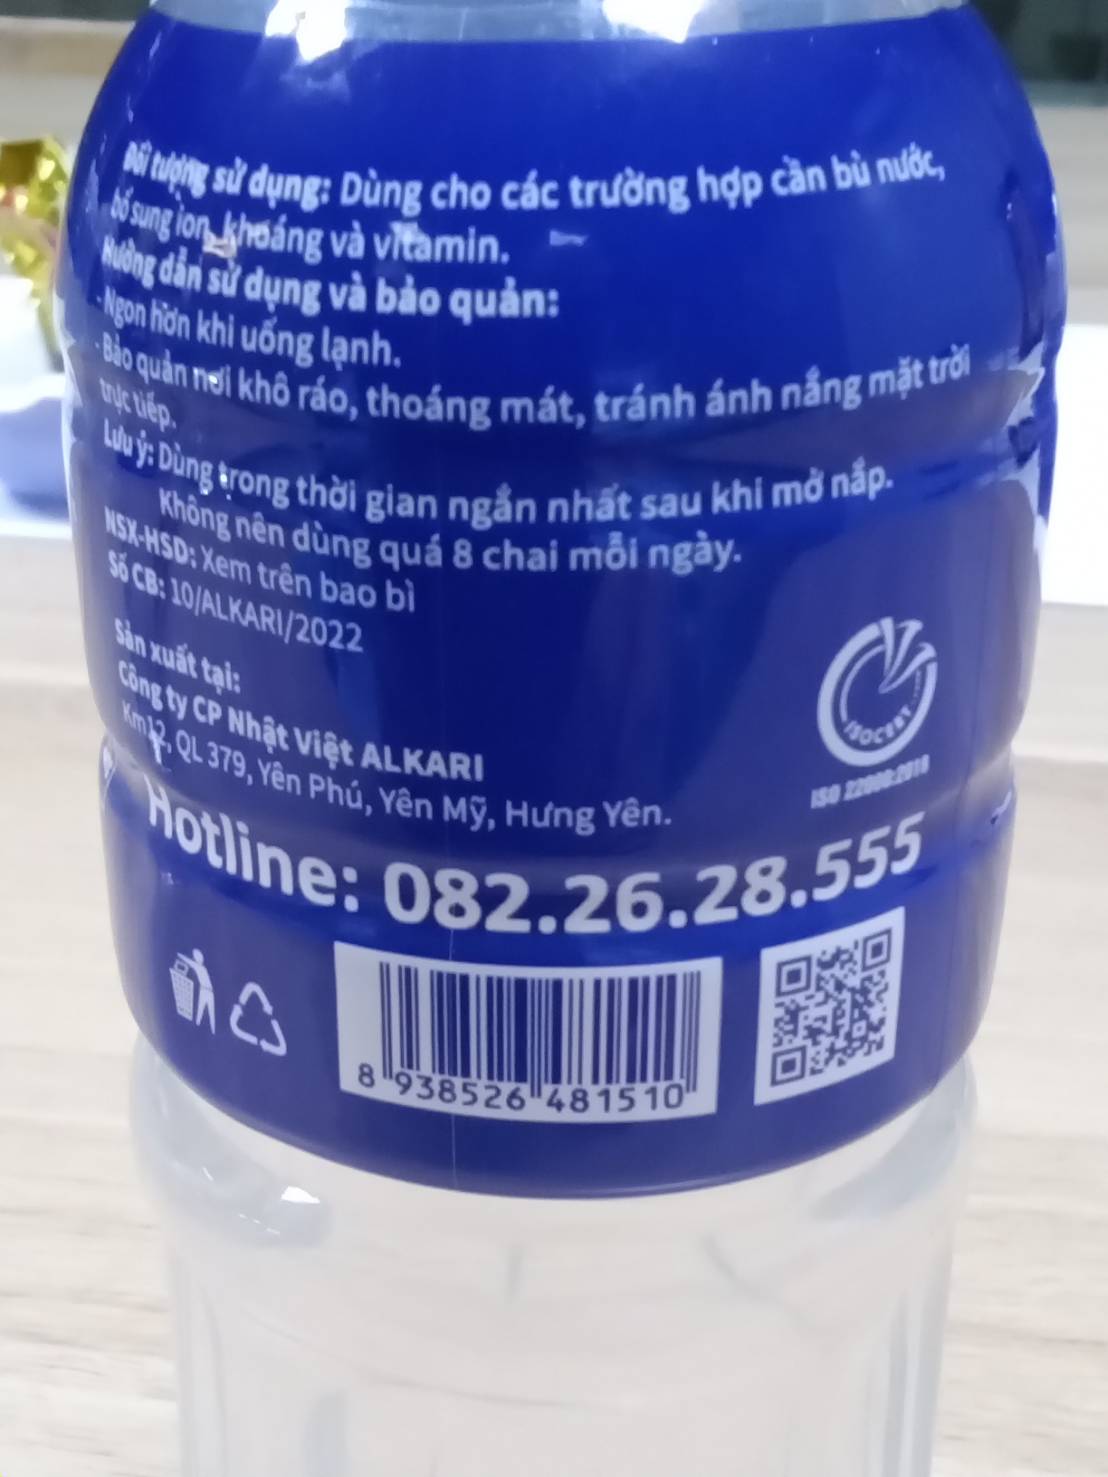 Đối tượng sử dụng: Dùng cho các trường hợp cần bù nước,
bổ sung ion, khoáng và vitamin.
Hướng dẫn sử dụng và bảo quản:
- Ngon hơn khi uống lạnh.
- Bảo quản nơi khô ráo, thoáng mát, tránh ánh nắng mặt trời
trực tiếp.
Lưu ý: Dùng trong thời gian ngắn nhất sau khi mở nắp.
Không nên dùng quá 8 chai mỗi ngày.
NSX-HSD: Xem trên bao bì
Số CB: 10/ALKARI/2022
Sản xuất tại:
Công ty CP Nhật Việt ALKARI
Km12, QL 379, Yên Phú, Yên Mỹ, Hưng Yên.
ISOCERT
ISO 22000:2018
Hotline: 082.26.28.555
8 938526 481510